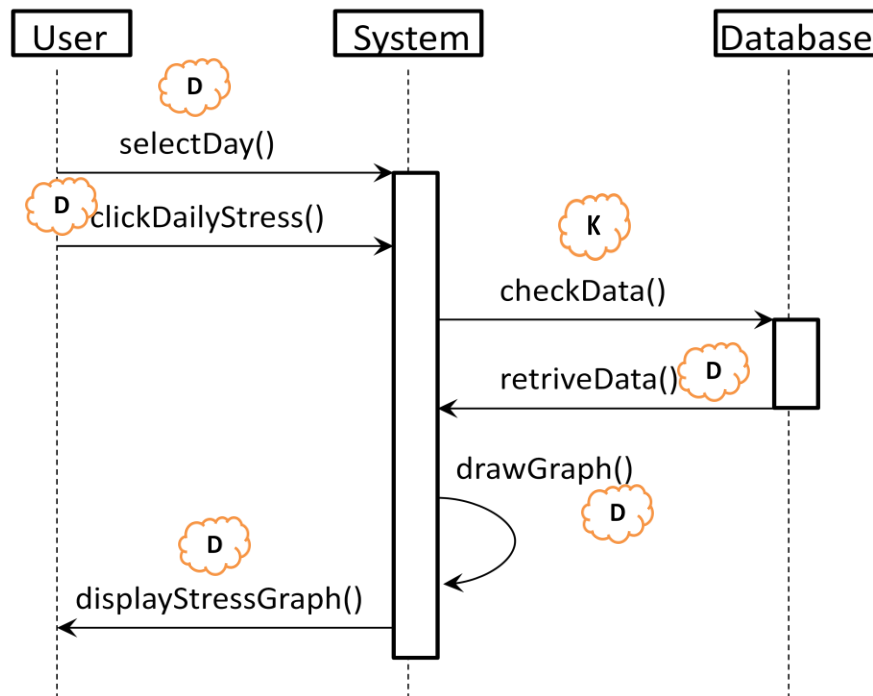 User
System
Database
D
selectDay()
D
clickDailyStress()
K
checkData()
D
retriveData()
drawGraph()
D
D
displayStressGraph()